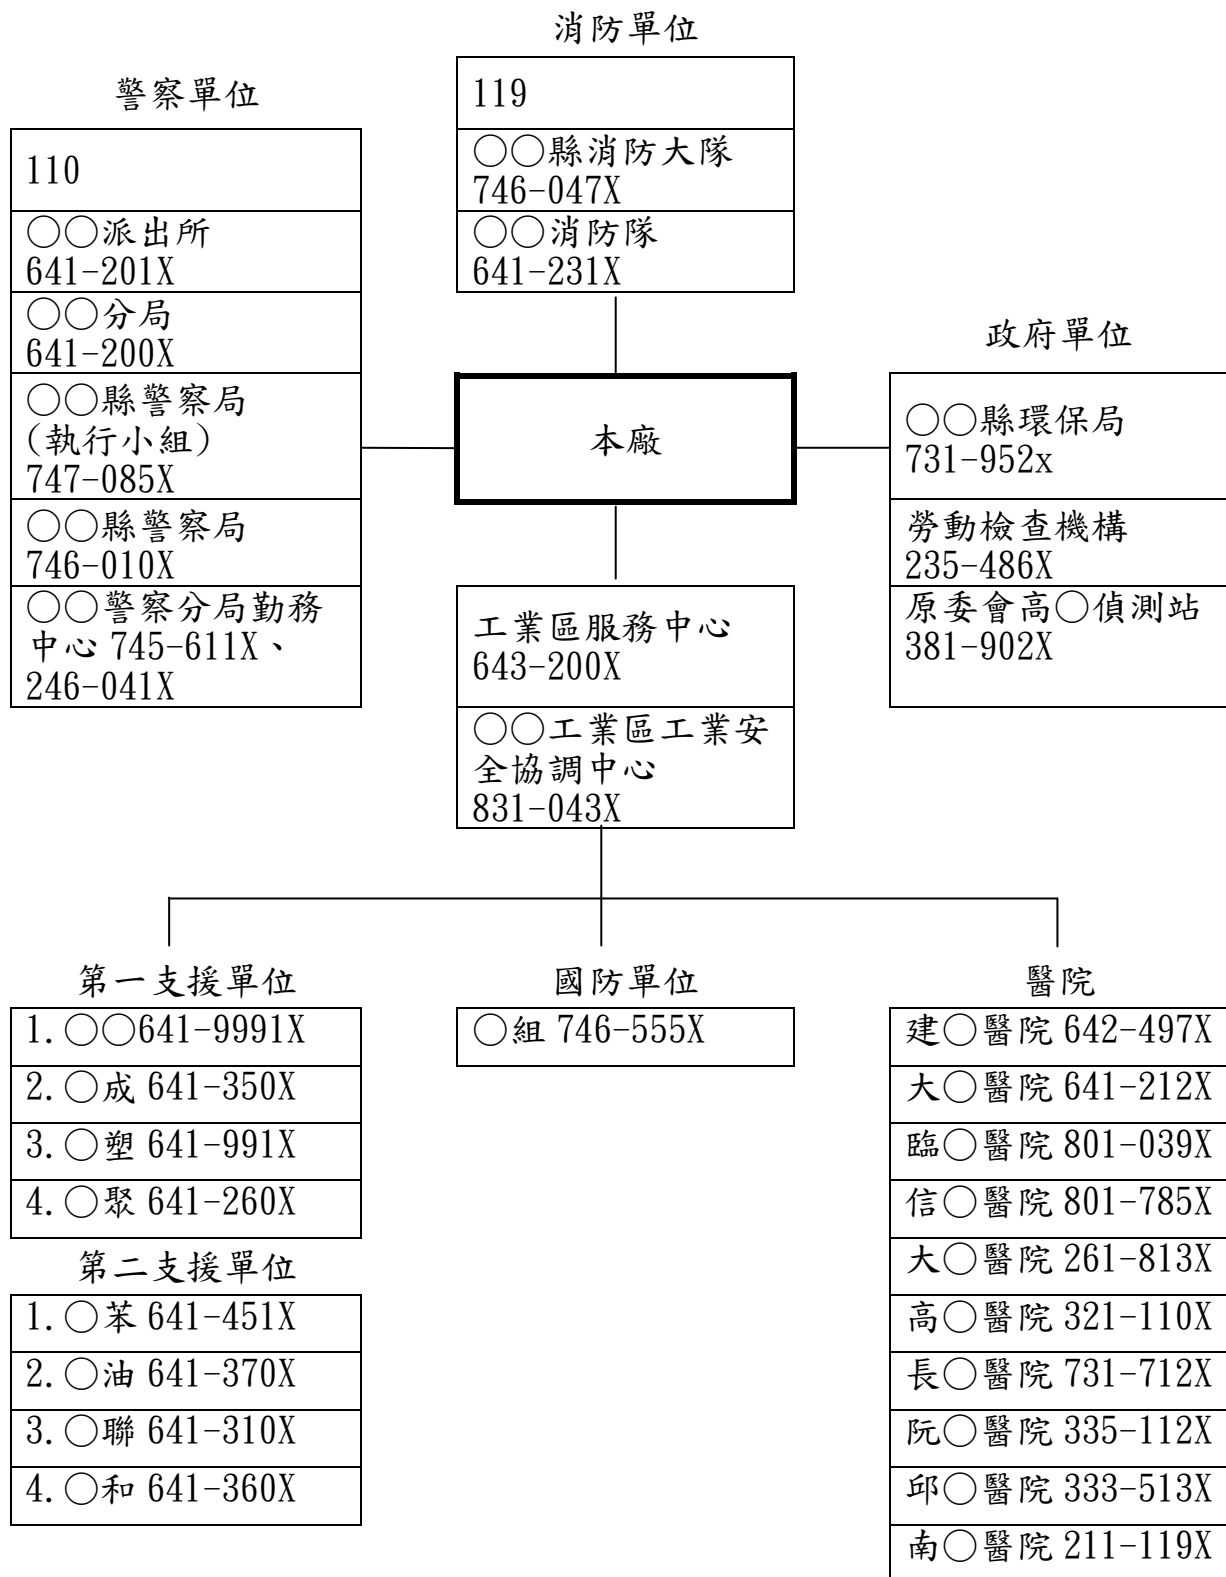 消防單位
119
○○縣消防大隊
746-047X
○○消防隊
641-231X
警察單位
110
○○派出所
641-201X
○○分局
641-200X
○○縣警察局
(執行小組)
747-085X
○○縣警察局
746-010X
○○警察分局勤務
中心 745-611X、
246-041X
本廠
政府單位
○○縣環保局
731-952x
勞動檢查機構
235-486X
原委會高○偵測站
381-902X
工業區服務中心
643-200X
○○工業區工業安
全協調中心
831-043X
第一支援單位
1.○○641-9991X
2.○成 641-350X
3.○塑 641-991X
4.○聚 641-260X
第二支援單位
1.○苯 641-451X
2.○油 641-370X
3.○聯 641-310X
4.○和 641-360X
國防單位
○組 746-555X
醫院
建○醫院 642-497X
大○醫院 641-212X
臨○醫院 801-039X
信○醫院 801-785X
大○醫院 261-813X
高○醫院 321-110X
長○醫院 731-712X
阮○醫院 335-112X
邱○醫院 333-513X
南○醫院 211-119X